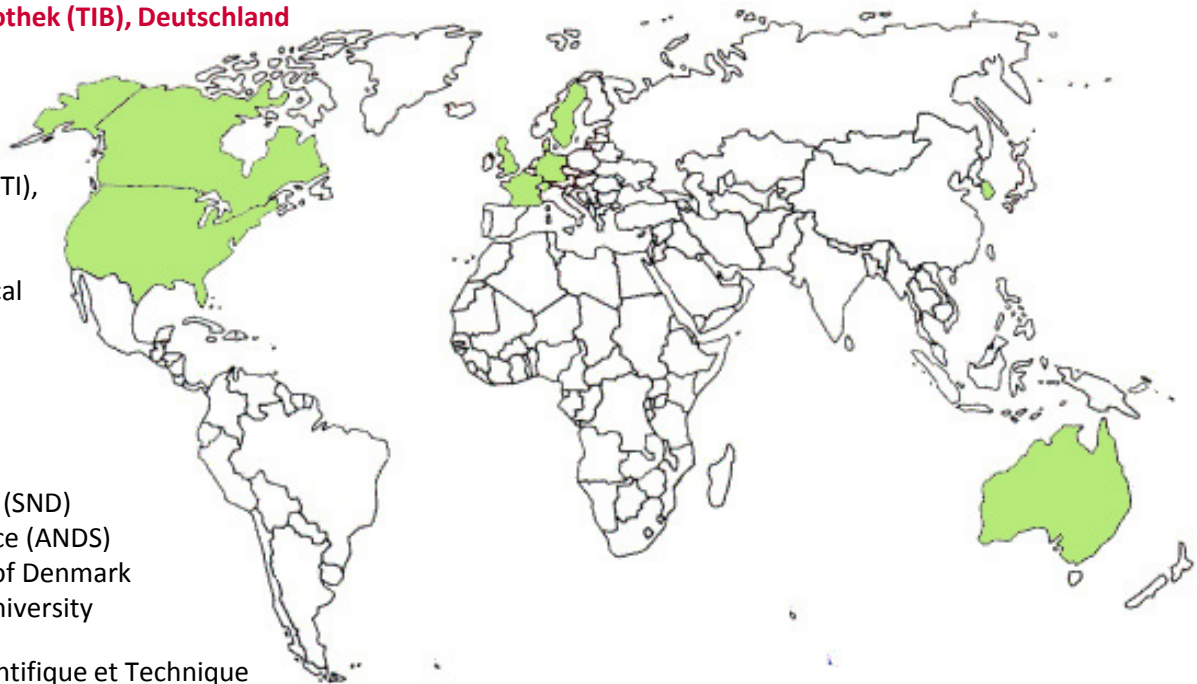 othek (TIB), Deutschland
TI),
cal
(SND)
ce (ANDS)
of Denmark
niversity
ntifique et Technique